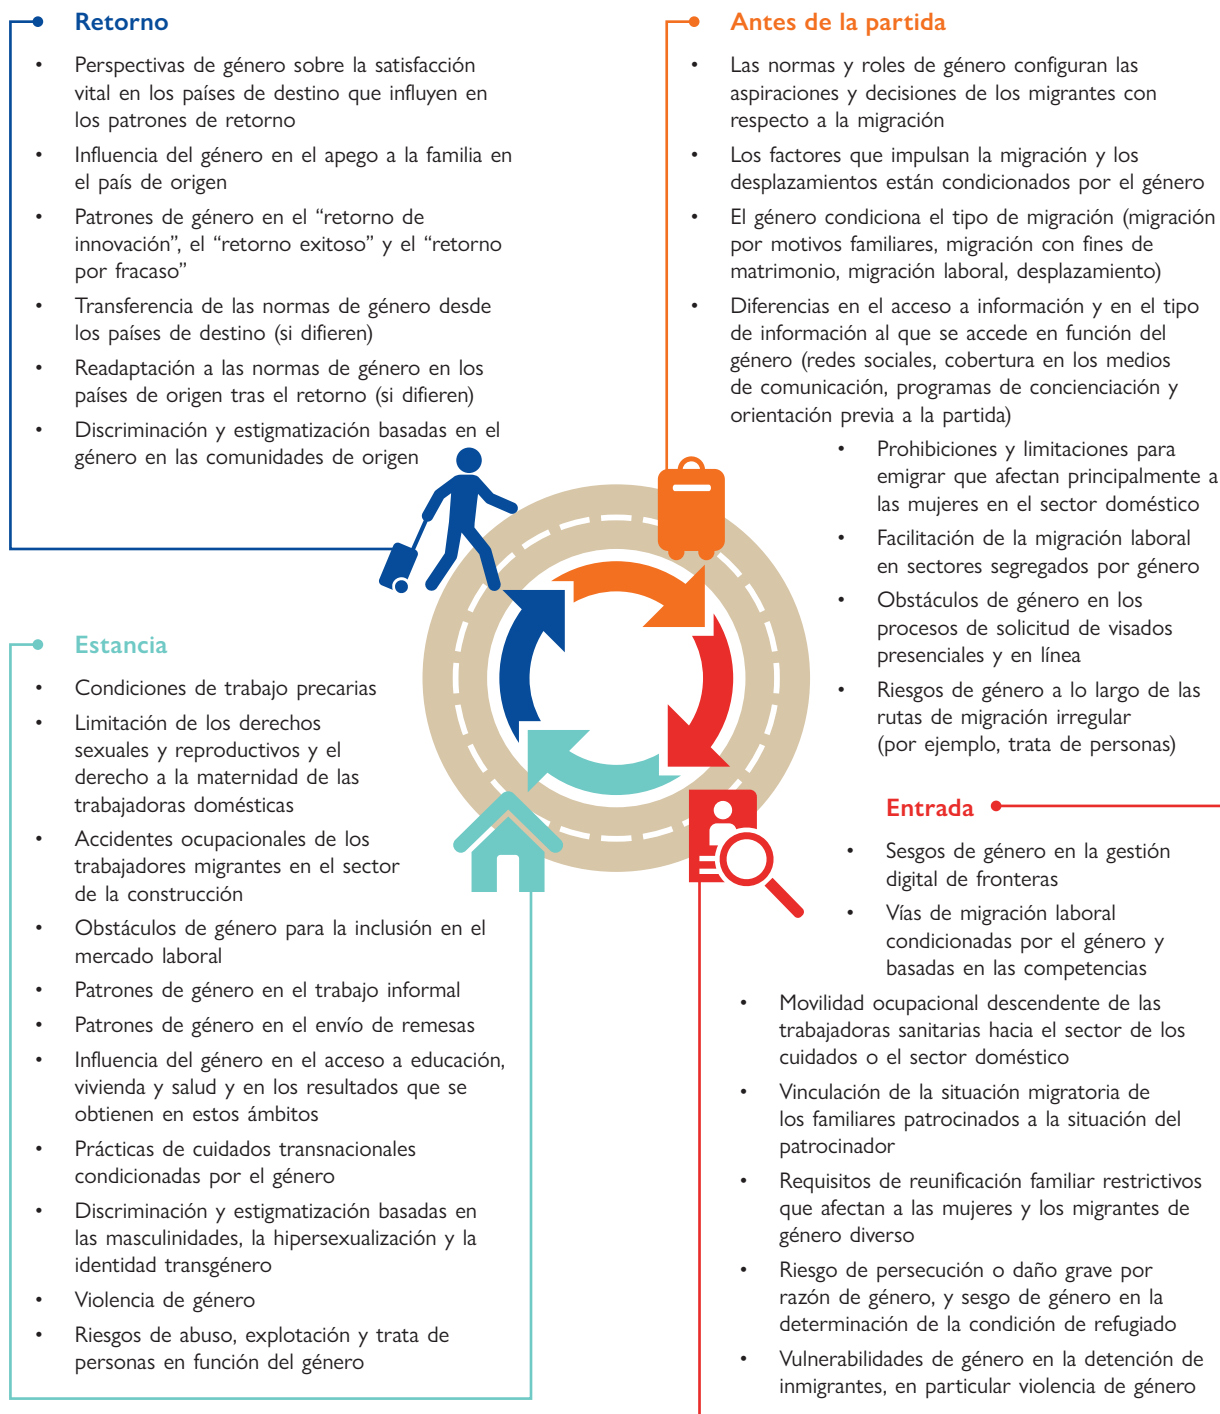 Retorno
• Perspectivas de género sobre la satisfacción
vital en los países de destino que influyen en
los patrones de retorno
• Influencia del género en el apego a la familia en
el país de origen
• Patrones de género en el “retorno de
innovación”, el “retorno exitoso” y el “retorno
por fracaso”
• Transferencia de las normas de género desde
los países de destino (si difieren)
• Readaptación a las normas de género en los
países de origen tras el retorno (si difieren)
• Discriminación y estigmatización basadas en el
género en las comunidades de origen
Antes de la partida
• Las normas y roles de género configuran las
aspiraciones y decisiones de los migrantes con
respecto a la migración
• Los factores que impulsan la migración y los
desplazamientos están condicionados por el género
• El género condiciona el tipo de migración (migración
por motivos familiares, migración con fines de
matrimonio, migración laboral, desplazamiento)
• Diferencias en el acceso a información y en el tipo
de información al que se accede en función del
género (redes sociales, cobertura en los medios
de comunicación, programas de concienciación y
orientación previa a la partida)
• Prohibiciones y limitaciones para
emigrar que afectan principalmente a
las mujeres en el sector doméstico
• Facilitación de la migración laboral
en sectores segregados por género
• Obstáculos de género en los
procesos de solicitud de visados
presenciales y en línea
• Riesgos de género a lo largo de las
rutas de migración irregular
(por ejemplo, trata de personas)
Estancia
• Condiciones de trabajo precarias
• Limitación de los derechos
sexuales y reproductivos y el
derecho a la maternidad de las
trabajadoras domésticas
• Accidentes ocupacionales de los
trabajadores migrantes en el sector
de la construcción
• Obstáculos de género para la inclusión en el
mercado laboral
• Patrones de género en el trabajo informal
• Patrones de género en el envío de remesas
• Influencia del género en el acceso a educación,
vivienda y salud y en los resultados que se
obtienen en estos ámbitos
• Prácticas de cuidados transnacionales
condicionadas por el género
• Discriminación y estigmatización basadas en
las masculinidades, la hipersexualización y la
identidad transgénero
• Violencia de género
• Riesgos de abuso, explotación y trata de
personas en función del género
Entrada
• Sesgos de género en la gestión
digital de fronteras
• Vías de migración laboral
condicionadas por el género y
basadas en las competencias
• Movilidad ocupacional descendente de las
trabajadoras sanitarias hacia el sector de los
cuidados o el sector doméstico
• Vinculación de la situación migratoria de
los familiares patrocinados a la situación del
patrocinador
• Requisitos de reunificación familiar restrictivos
que afectan a las mujeres y los migrantes de
género diverso
• Riesgo de persecución o daño grave por
razón de género, y sesgo de género en la
determinación de la condición de refugiado
• Vulnerabilidades de género en la detención de
inmigrantes, en particular violencia de género